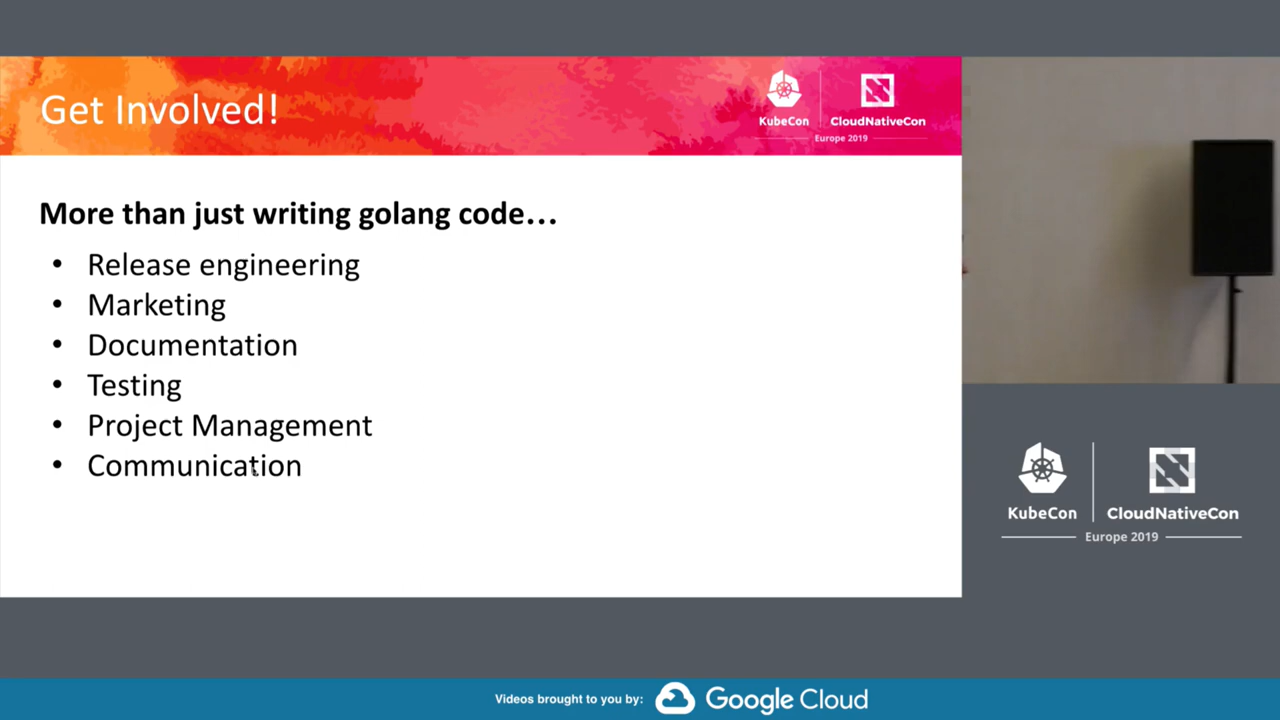 Get Involved!
KubeCon
CloudNativeCon
Europe 2019
More than just writing golang code...
• Release engineering
• Marketing
• Documentation
• Testing
• Project Management
• Communication
KubeCon
CloudNativeCon
Europe 2019
Videos brought to you by: Google Cloud